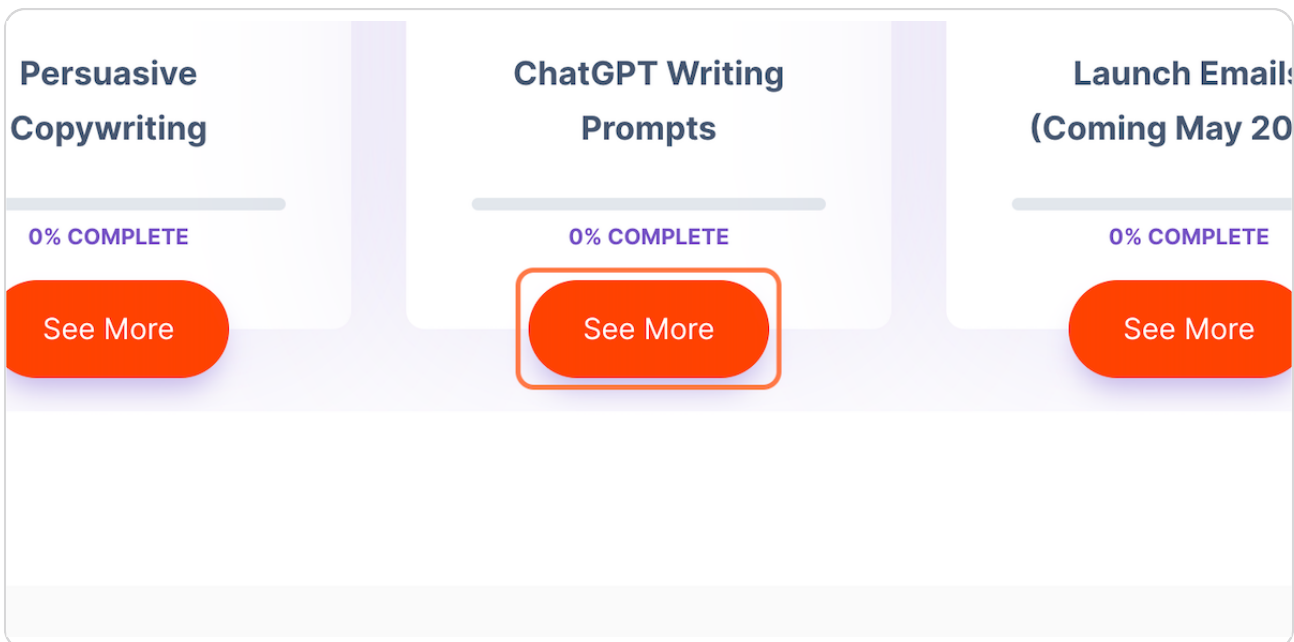 Persuasive
Copywriting
0% COMPLETE
See More
ChatGPT Writing
Prompts
0% COMPLETE
See More
Launch Emails
(Coming May 20
0% COMPLETE
See More